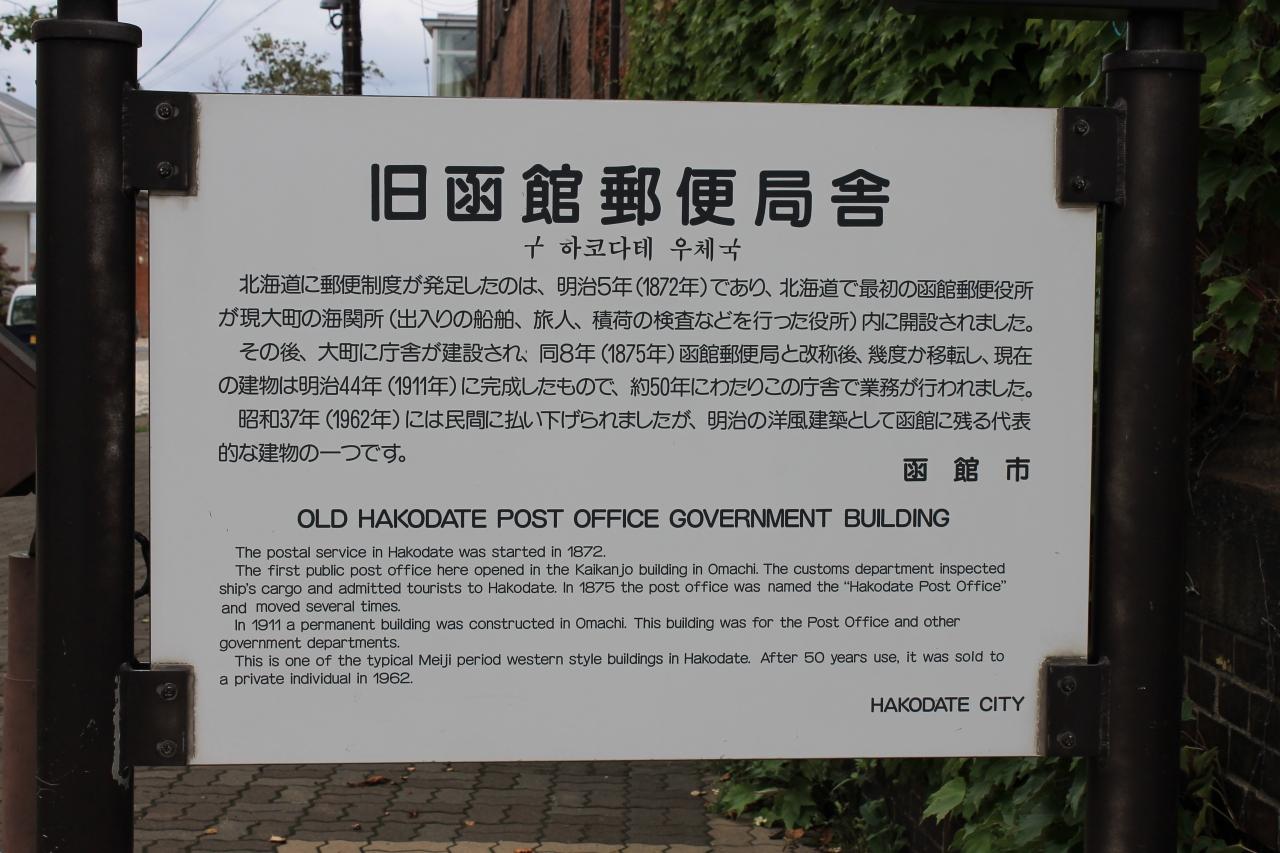 旧函館郵便局舎
구 하코다테 우체국
北海道に郵便制度が発足したのは、明治5年(1872年)であり、北海道で最初の函館郵便役所
が現大町の海関所(出入りの船舶、旅人、積荷の検査などを行った役所)内に開設されました。
その後、大町に庁舎が建設され、同8年(1875年)函館郵便局と改称後、幾度か移転し、現在
の建物は明治44年(1911年)に完成したもので、約50年にわたりこの庁舎で業務が行われました。
昭和37年(1962年)には民間に払い下げられましたが、明治の洋風建築として函館に残る代表
的な建物の一つです。
函館市
OLD HAKODATE POST OFFICE GOVERNMENT BUILDING
The postal service in Hakodate was started in 1872.
The first public post office here opened in the Kaikanjo building in Omachi. The customs department inspected
ship's cargo and admitted tourists to Hakodate. In 1875 the post office was named the “Hakodate Post Office”
and moved several times.
In 1911 a permanent building was constructed in Omachi. This building was for the Post Office and other
government departments.
This is one of the typical Meiji period western style buildings in Hakodate. After 50 years use, it was sold to
a private individual in 1962.
HAKODATE CITY